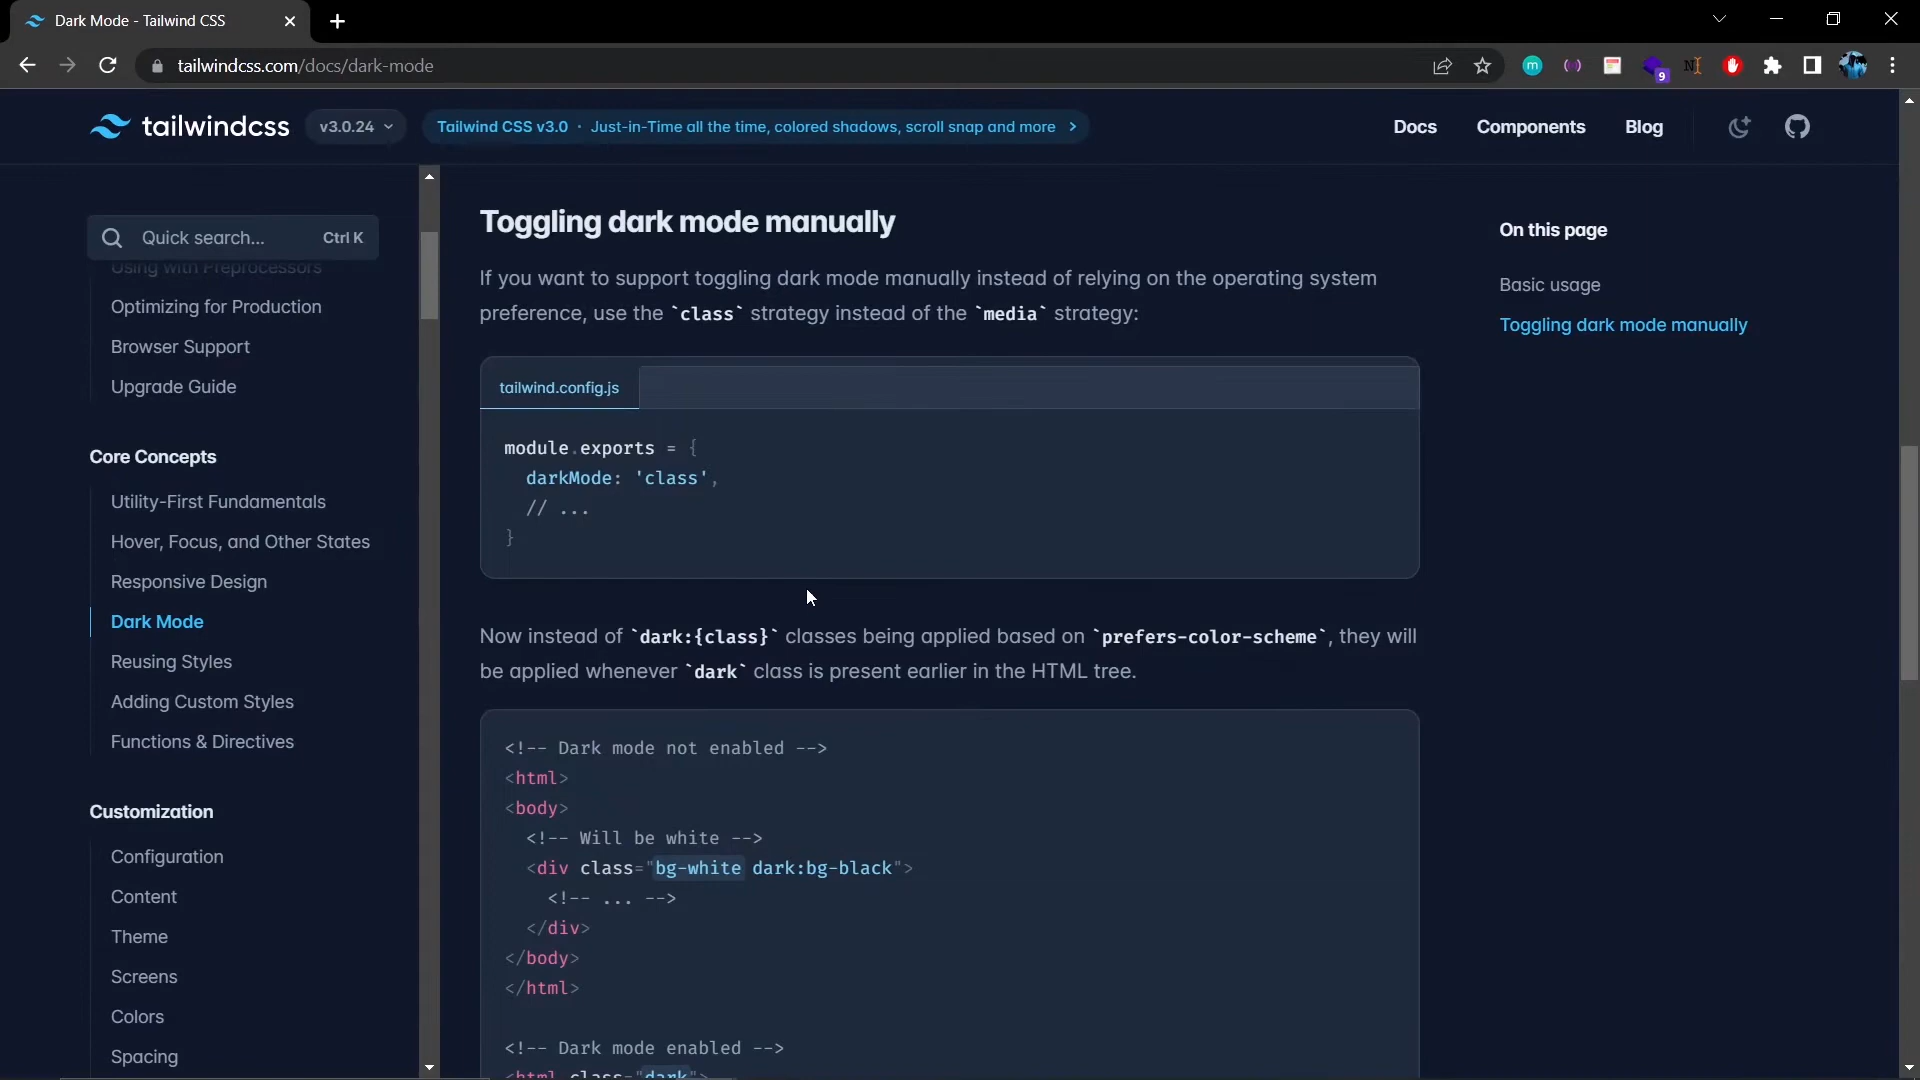 Dark Mode - Tailwind CSS
tailwindcss.com/docs/dark-mode
m
9
N
tailwindcss
v3.0.24
Tailwind CSS v3.0 · Just-in-Time all the time, colored shadows, scroll snap and more
Docs
Components
Blog
Quick search...
Ctrl K
Using with Preprocessors
Optimizing for Production
Browser Support
Upgrade Guide
Core Concepts
Utility-First Fundamentals
Hover, Focus, and Other States
Responsive Design
Dark Mode
Reusing Styles
Adding Custom Styles
Functions & Directives
Customization
Configuration
Content
Theme
Screens
Colors
Spacing
Toggling dark mode manually
If you want to support toggling dark mode manually instead of relying on the operating system
preference, use the `class` strategy instead of the `media` strategy:
tailwind.config.js
module.exports = {
darkMode: 'class',
// ...
}
Now instead of `dark:{class}` classes being applied based on `prefers-color-scheme`, they will
be applied whenever `dark` class is present earlier in the HTML tree.
<!-- Dark mode not enabled -->
<html>
<body>
<!-- Will be white -->
<div class="bg-white dark:bg-black">
<!-- ... -->
</div>
</body>
</html>
<!-- Dark mode enabled -->
<html class="dark">
On this page
Basic usage
Toggling dark mode manually